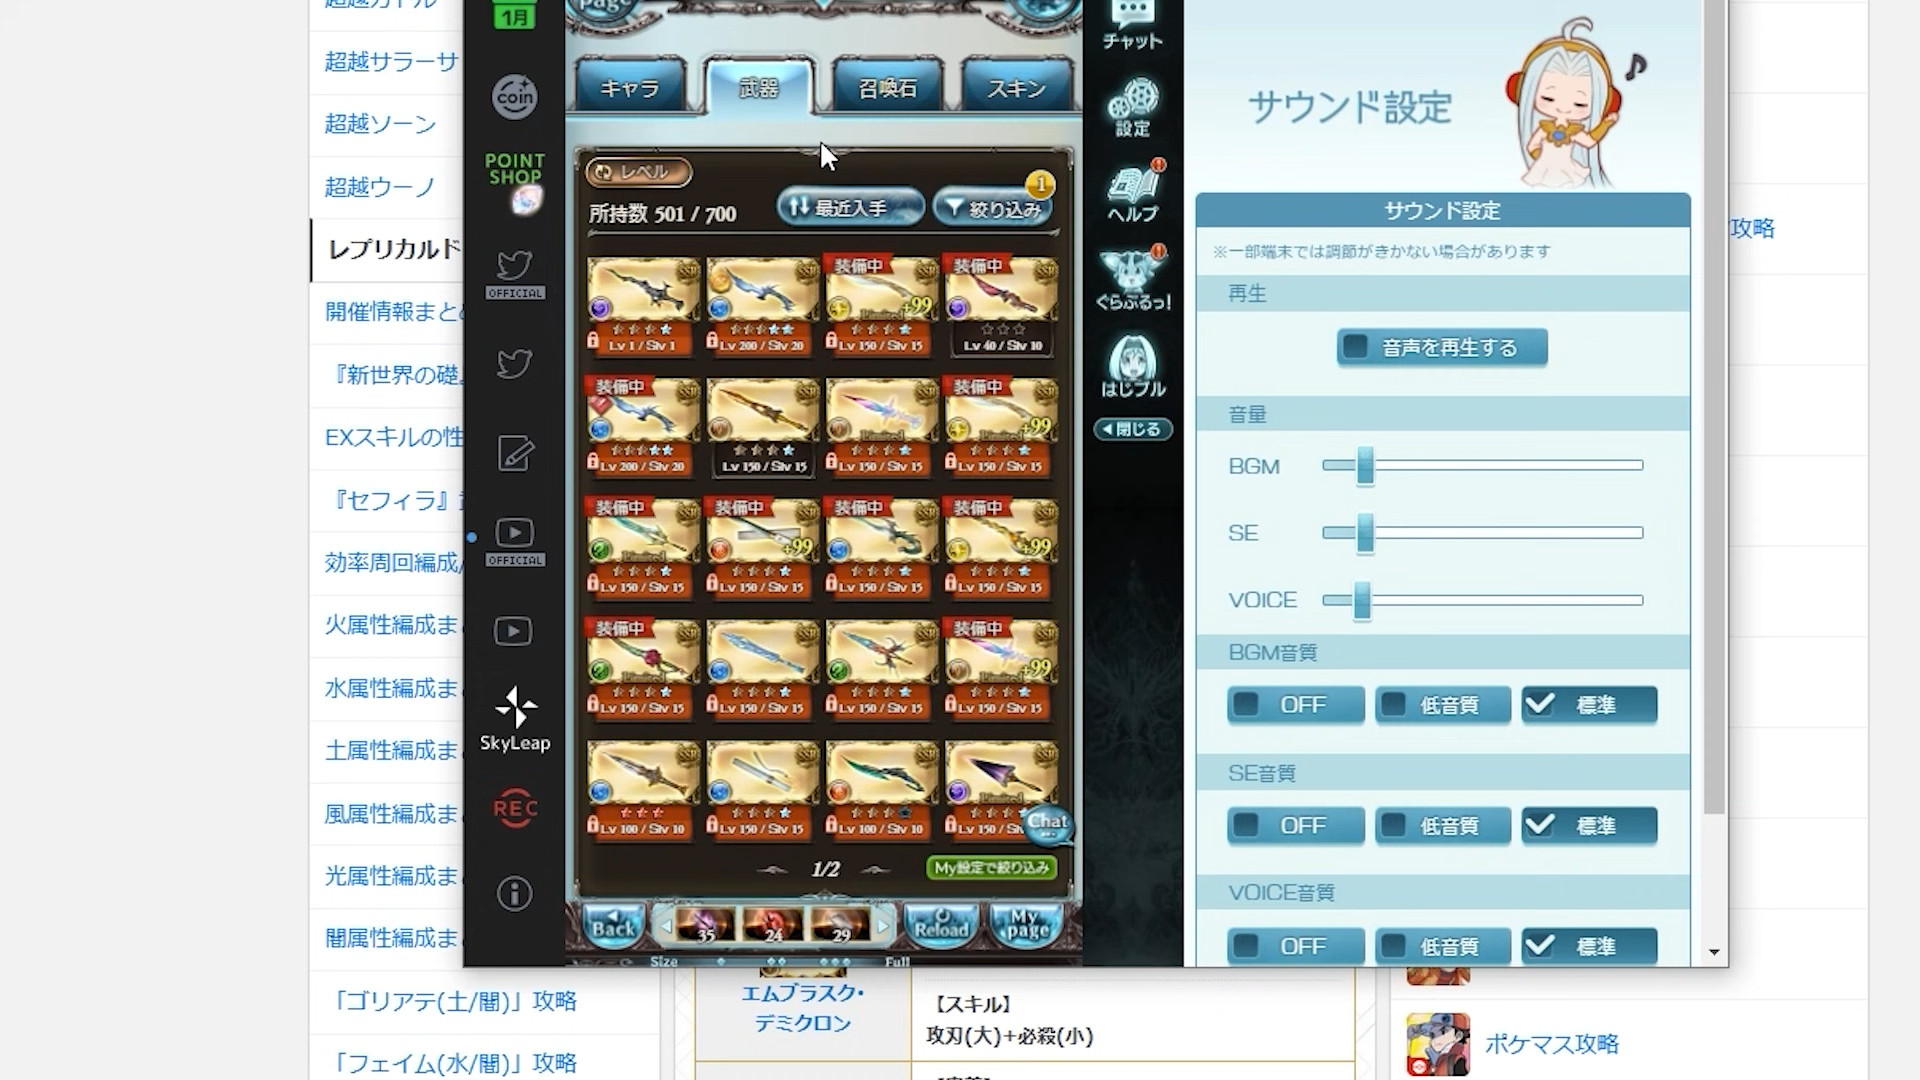 超越サラーサ
超越ソーン
超越ウーノ
レプリカルド
開催情報まと
『新世界の礎
EXスキルの性
『セフィラ』
効率周回編成/
火属性編成ま
水属性編成ま
土属性編成ま
風属性編成ま
光属性編成ま
闇属性編成ま
「ゴリアテ(土/闇)」攻略
「フェイム(水/闇)」攻略
1月
coin
POINT
SHOP
OFFICIAL
OFFICIAL
SkyLeap
REC
page
キャラ
武器
召喚石
スキン
レベル
所持数 501 / 700
最近入手
絞り込み
1
装備中 +99 装備中
Lv 1 / Slv 1
Lv 200 / Slv 20
Lv 150 / Slv 15
Lv 40 / Slv 10
装備中 装備中 +99
Lv 200 / Slv 20
Lv 150 / Slv 15
Lv 150 / Slv 15
Lv 150 / Slv 15
装備中 装備中 +99 装備中 装備中 +99
Lv 150 / Slv 15
Lv 150 / Slv 15
Lv 150 / Slv 15
Lv 150 / Slv 15
装備中 装備中 +99
Lv 150 / Slv 15
Lv 150 / Slv 15
Lv 150 / Slv 15
Lv 150 / Slv 15
Lv 100 / Slv 10
Lv 150 / Slv 15
Lv 100 / Slv 10
Lv 150 / Slv
Chat
1/2
My設定で絞り込み
Back
35
24
29
Reload
My
page
Size
Full
チャット
設定
ヘルプ
ぐらぶるっ!
はじブル
閉じる
サウンド設定
サウンド設定
※一部端末では調節がきかない場合があります
再生
音声を再生する
音量
BGM
SE
VOICE
BGM音質
OFF 低音質 標準
SE音質
OFF 低音質 標準
VOICE音質
OFF 低音質 標準
エムブラスク・
デミクロン
【スキル】
攻刃(大)+必殺(小)
攻略
ポケマス攻略